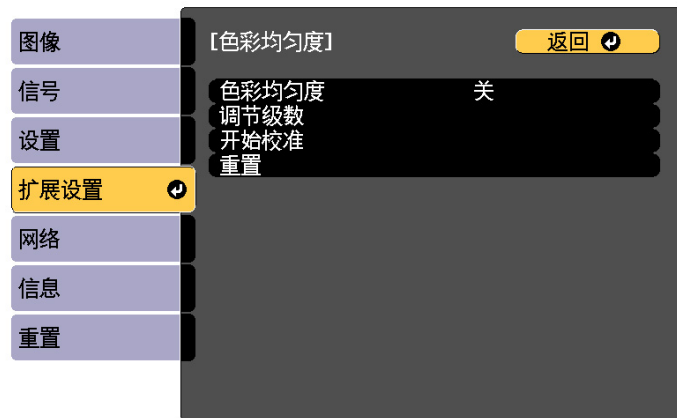 图像
信号
设置
扩展设置
网络
信息
重置
[色彩均匀度]
返回
色彩均匀度 关
调节级数
开始校准
重置